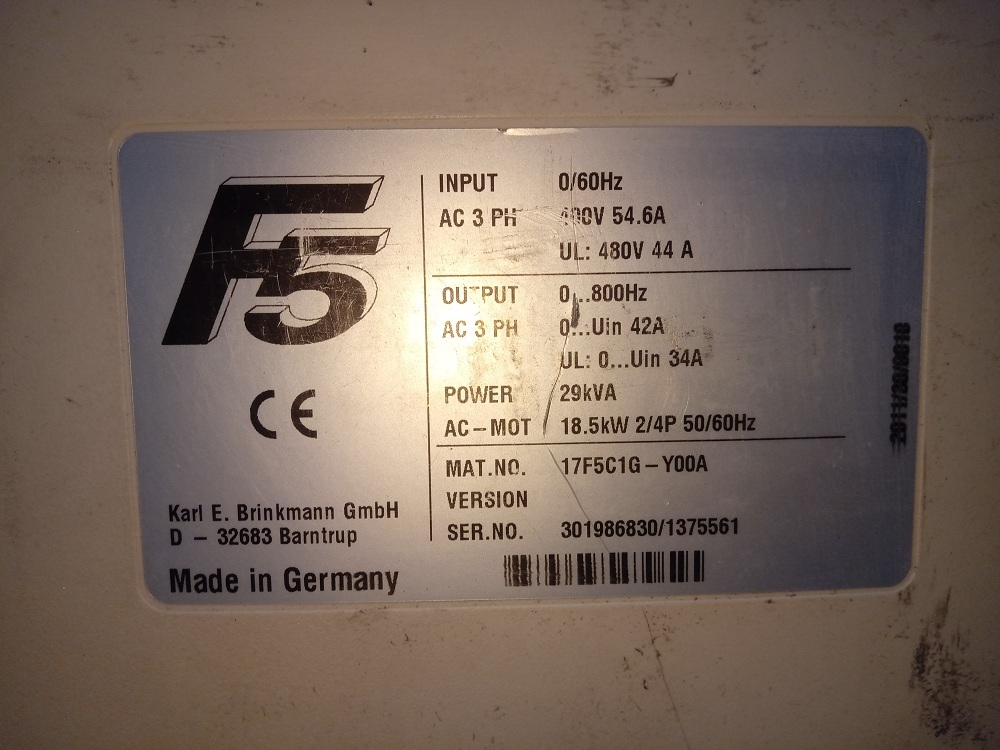 F5
CE
Karl E. Brinkmann GmbH
D – 32683 Barntrup
Made in Germany
INPUT 0/60Hz
AC 3 PH 54.6A
UL: 480V 44 A
OUTPUT 0...800Hz
AC 3 PH 0...Uin 42A
UL: 0...Uin 34A
POWER 29kVA
AC–MOT 18.5kW 2/4P 50/60Hz
MAT.NO. 17F5C1G–Y00A
VERSION
SER.NO. 301986830/1375561